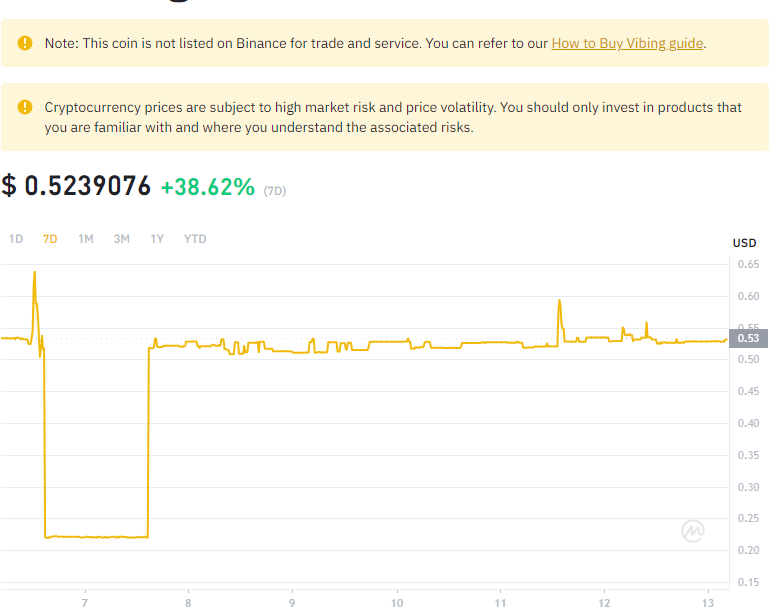 Note: This coin is not listed on Binance for trade and service. You can refer to our How to Buy Vibing guide.
Cryptocurrency prices are subject to high market risk and price volatility. You should only invest in products that
you are familiar with and where you understand the associated risks.
$ 0.5239076 +38.62% (7D)
1D 7D 1M 3M 1Y YTD
USD
0.65
0.60
0.55
0.53
0.50
0.45
0.40
0.35
0.30
0.25
0.20
0.15
7 8 9 10 11 12 13